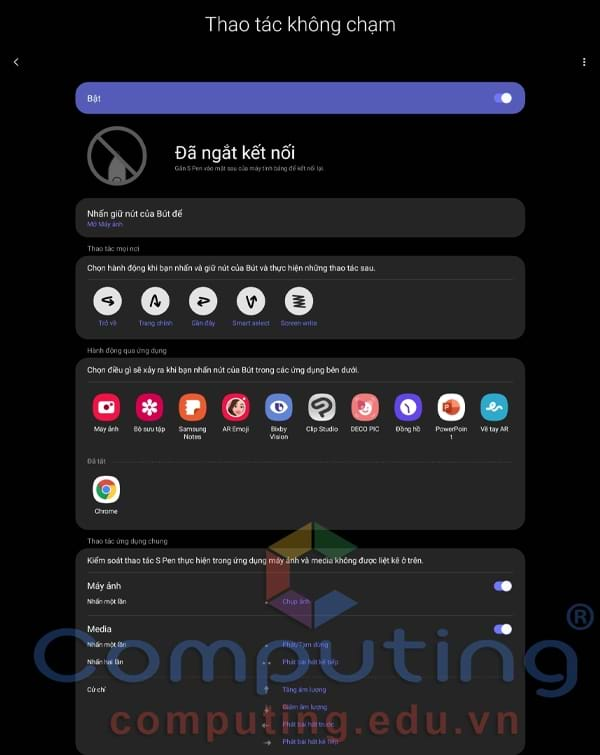 Thao tác không chạm
Bật
Đã ngắt kết nối
Gắn S Pen vào mặt sau của máy tính bảng để kết nối lại.
Nhấn giữ nút của Bút để
Mở Máy ảnh
Thao tác mọi nơi
Chọn hành động khi bạn nhấn và giữ nút của Bút và thực hiện những thao tác sau.
Trở về
Trang chính
Gần đây
Smart select
Screen write
Hành động qua ứng dụng
Chọn điều gì sẽ xảy ra khi bạn nhấn nút của Bút trong các ứng dụng bên dưới.
Máy ảnh
Bộ sưu tập
Samsung
Notes
AR Emoji
Bixby
Vision
Clip Studio
DECO PIC
Đồng hồ
PowerPoin
t
Vẽ tay AR
Đã tắt
Chrome
Thao tác ứng dụng chung
Kiểm soát thao tác S Pen thực hiện trong ứng dụng máy ảnh và media không được liệt kê ở trên.
Máy ảnh
Nhấn một lần
Chụp ảnh
Media
Nhấn một lần
Phát/Tạm dừng
Nhấn hai lần
Phát bài hát kế tiếp
Cử chỉ
Tăng âm lượng
Giảm âm lượng
Phát bài hát trước
Phát bài hát kế tiếp
Computing®
computing.edu.vn